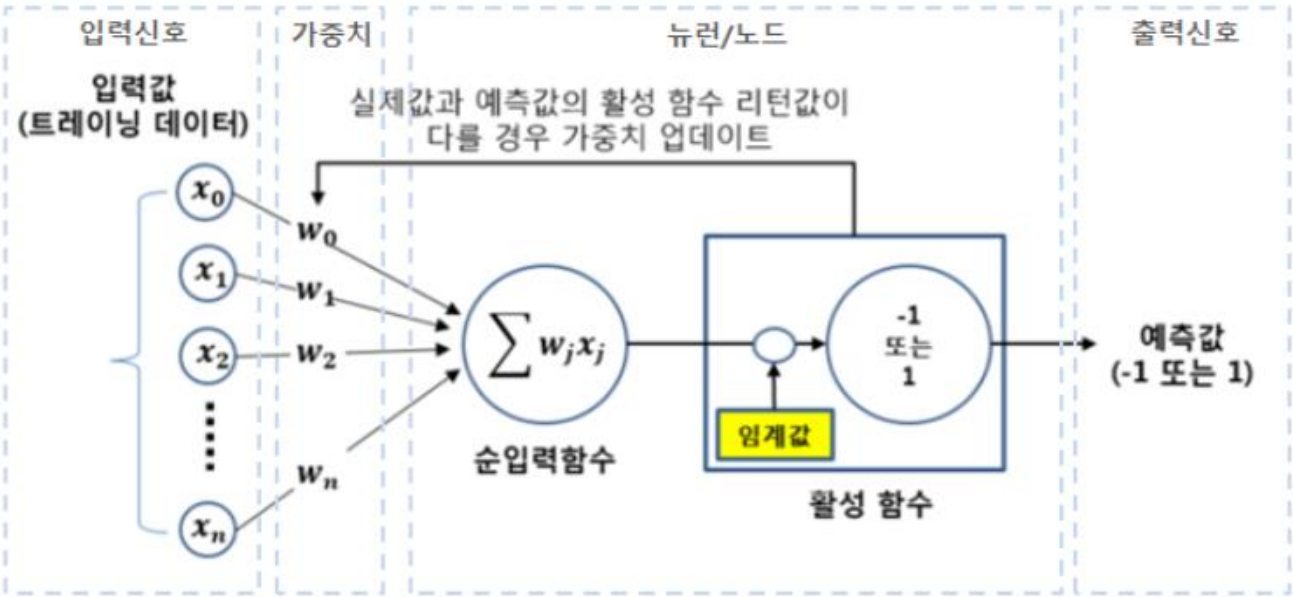 입력신호
가중치
뉴런/노드
출력신호
입력값
(트레이닝 데이터)
실제값과 예측값의 활성 함수 리턴값이
다를 경우 가중치 업데이트
x₀
x₁
x₂
xₙ
w₀
w₁
w₂
wₙ
∑ wⱼxⱼ
순입력함수
임계값
-1
또는
1
활성 함수
예측값
(-1 또는 1)